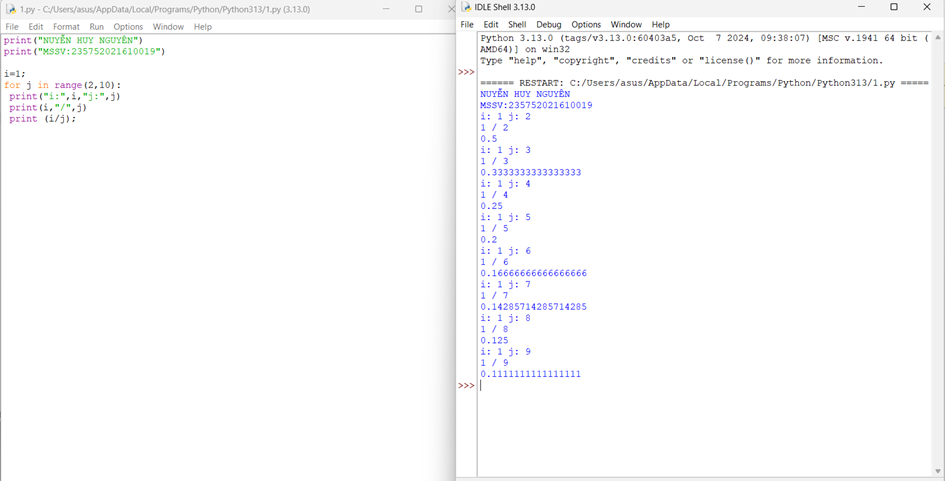 1.py - C:/Users/asus/AppData/Local/Programs/Python/Python313/1.py (3.13.0)
File Edit Format Run Options Window Help
print("NUYỄN HUY NGUYÊN")
print("MSSV:235752021610019")
i=1;
for j in range(2,10):
print("i:",i,"j:",j)
print(i,"/",j)
print (i/j);
IDLE Shell 3.13.0
File Edit Shell Debug Options Window Help
Python 3.13.0 (tags/v3.13.0:60403a5, Oct 7 2024, 09:38:07) [MSC v.1941 64 bit (
AMD64)] on win32
Type "help", "copyright", "credits" or "license()" for more information.
>>>
====== RESTART: C:/Users/asus/AppData/Local/Programs/Python/Python313/1.py =====
NUYỄN HUY NGUYÊN
MSSV:235752021610019
i: 1 j: 2
1 / 2
0.5
i: 1 j: 3
1 / 3
0.3333333333333333
i: 1 j: 4
1 / 4
0.25
i: 1 j: 5
1 / 5
0.2
i: 1 j: 6
1 / 6
0.16666666666666666
i: 1 j: 7
1 / 7
0.14285714285714285
i: 1 j: 8
1 / 8
0.125
i: 1 j: 9
1 / 9
0.1111111111111111
>>>